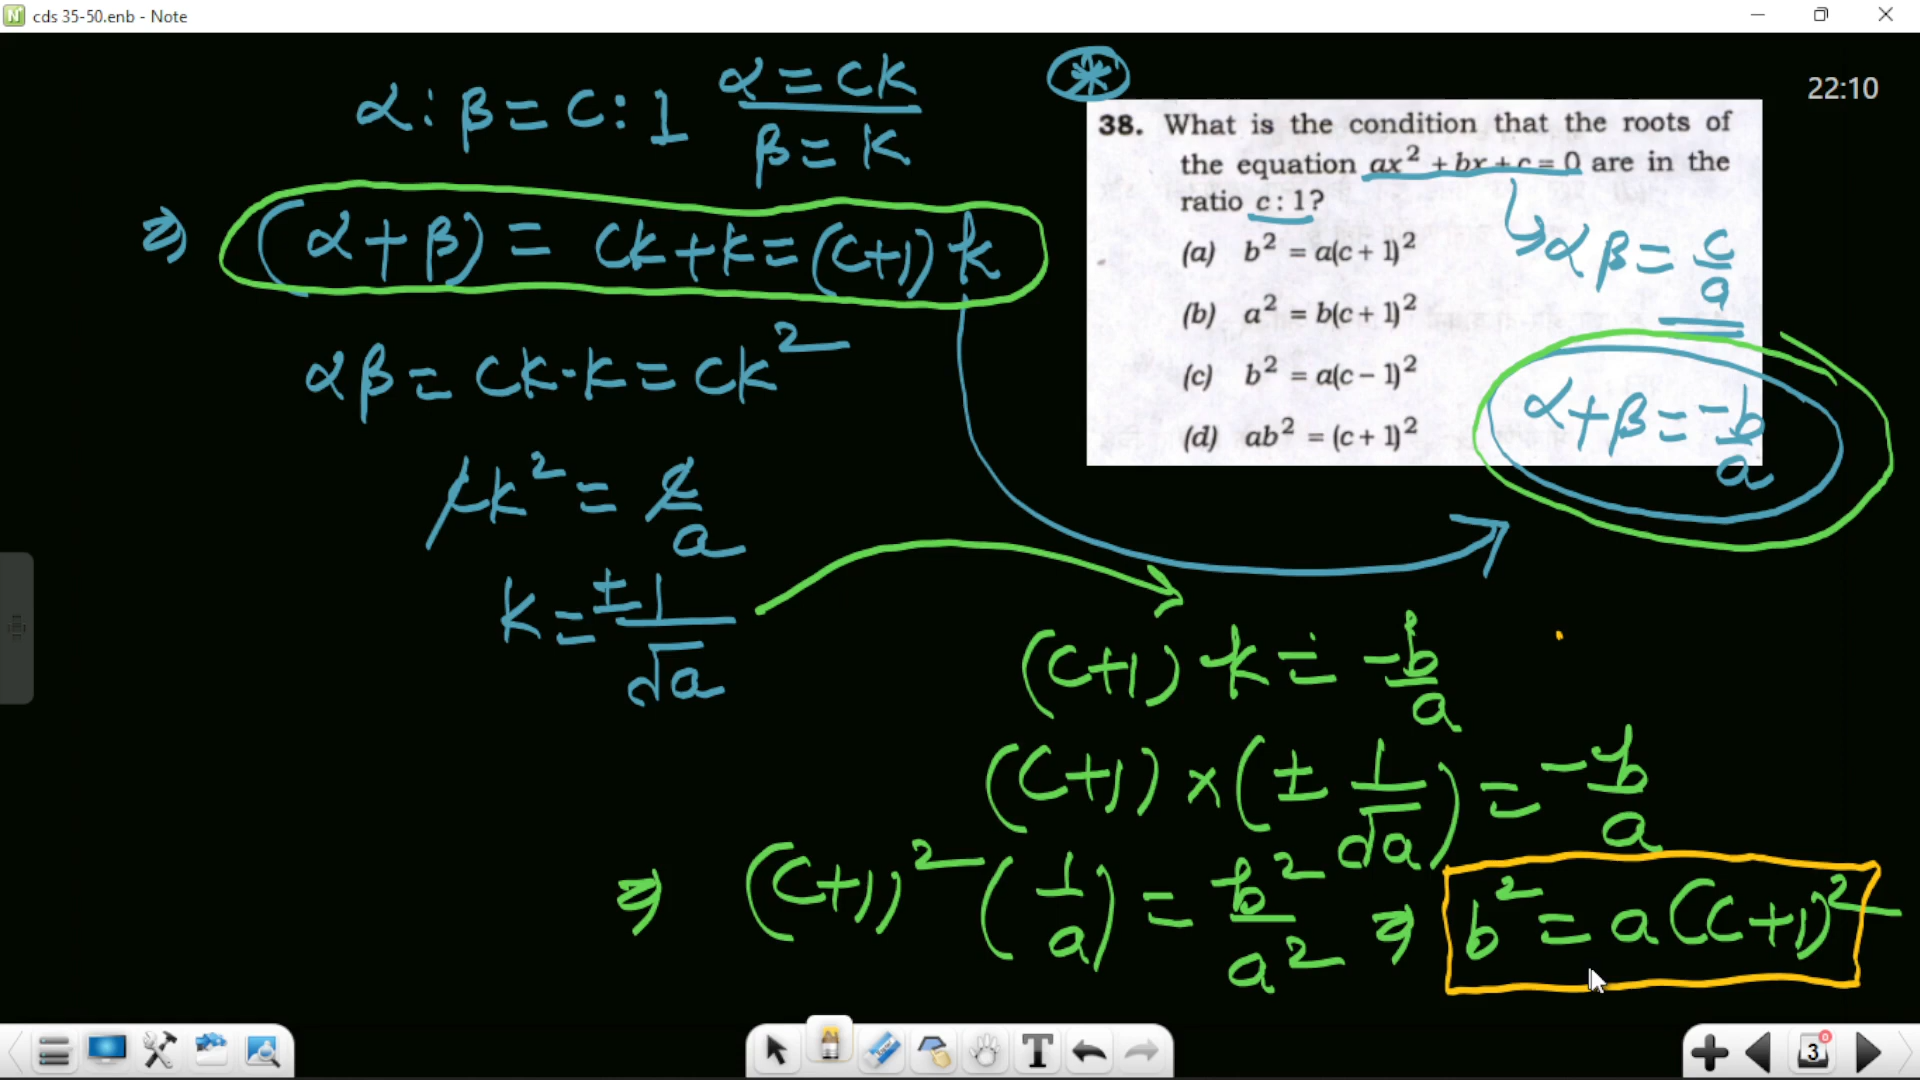 cds 35-50.enb - Note
22:10
α : β = c : 1
α = ck
β = k
⇒ (α + β) = ck + k = (c+1) k
αβ = ck·k = ck²
ck² = c/a
k = ±1/√a
38. What is the condition that the roots of
the equation ax² + bx + c = 0 are in the
ratio c : 1?
(a) b² = a(c + 1)²
(b) a² = b(c + 1)²
(c) b² = a(c − 1)²
(d) ab² = (c + 1)²
αβ = c/a
α + β = -b/a
(c+1) k = -b/a
(c+1) × (± 1/√a) = -b/a
⇒ (c+1)² (1/a) = b²/a² ⇒ b² = a(c+1)²
T
3
0